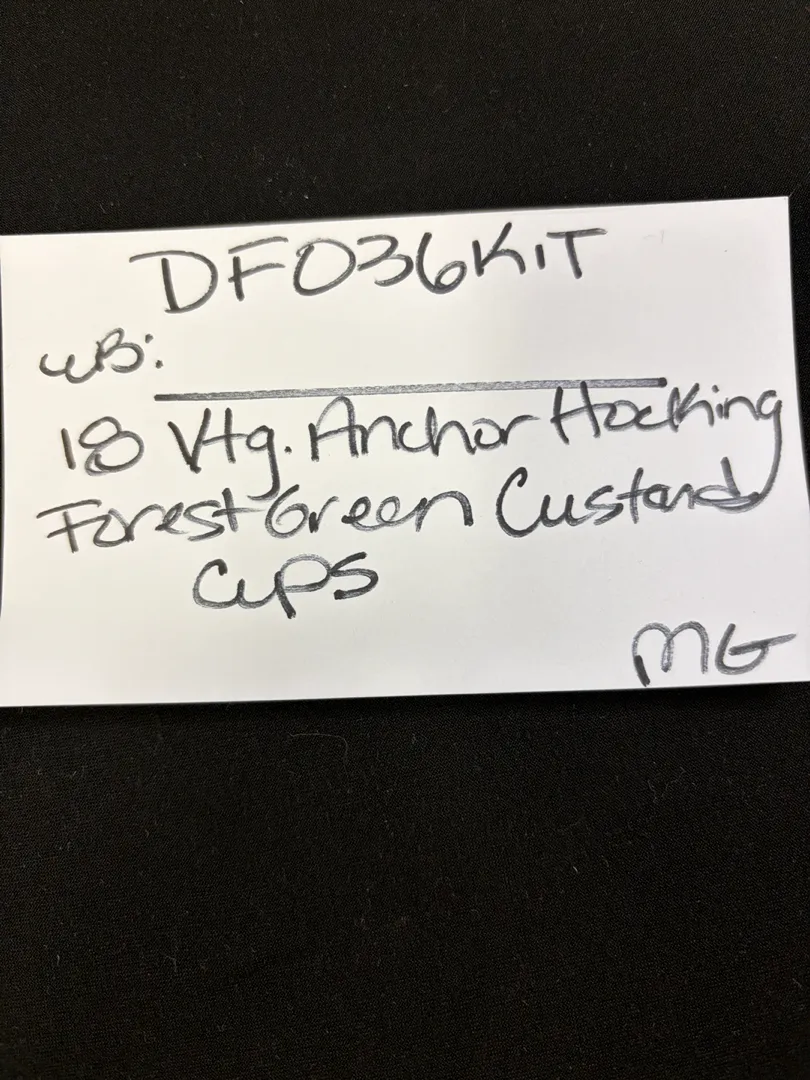 DF036KIT
WB:
18 Vtg. Anchor Hocking
Forest Green Custard
Cups
MG